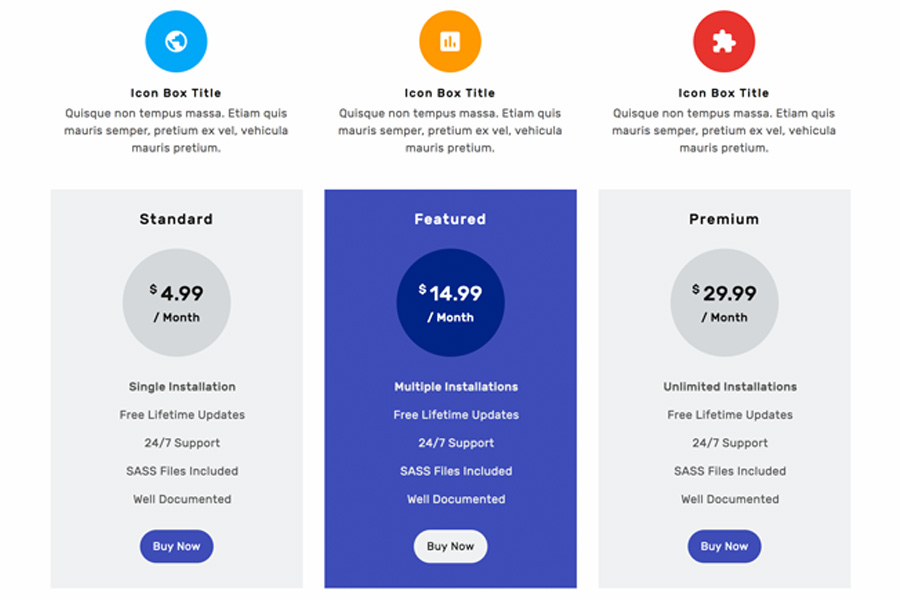 Icon Box Title
Quisque non tempus massa. Etiam quis
mauris semper, pretium ex vel, vehicula
mauris pretium.
Icon Box Title
Quisque non tempus massa. Etiam quis
mauris semper, pretium ex vel, vehicula
mauris pretium.
Icon Box Title
Quisque non tempus massa. Etiam quis
mauris semper, pretium ex vel, vehicula
mauris pretium.
Standard
$ 4.99
/ Month
Single Installation
Free Lifetime Updates
24/7 Support
SASS Files Included
Well Documented
Buy Now
Featured
$ 14.99
/ Month
Multiple Installations
Free Lifetime Updates
24/7 Support
SASS Files Included
Well Documented
Buy Now
Premium
$ 29.99
/ Month
Unlimited Installations
Free Lifetime Updates
24/7 Support
SASS Files Included
Well Documented
Buy Now